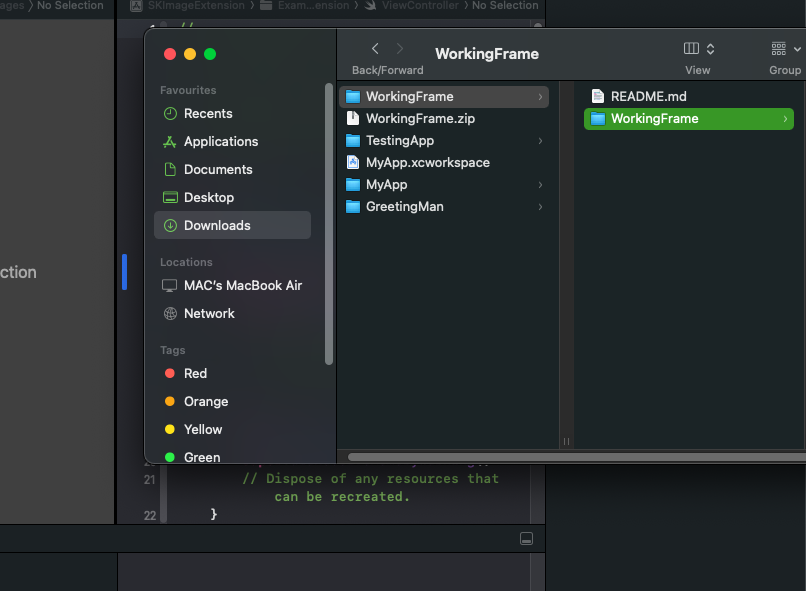 ages › No Selection
SKImageExtension › Exam...ension › ViewController › No Selection
//
WorkingFrame
Back/Forward
View
Group
Favourites
Recents
Applications
Documents
Desktop
Downloads
Locations
MAC's MacBook Air
Network
Tags
Red
Orange
Yellow
Green
WorkingFrame
WorkingFrame.zip
TestingApp
MyApp.xcworkspace
MyApp
GreetingMan
README.md
WorkingFrame
ction
21 // Dispose of any resources that
can be recreated.
22 }